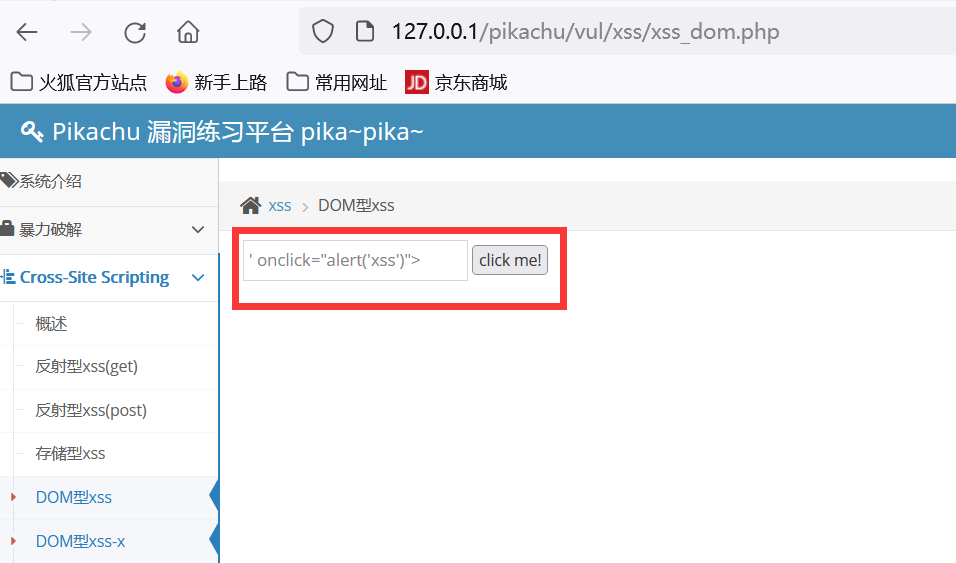 127.0.0.1/pikachu/vul/xss/xss_dom.php
火狐官方站点 新手上路 常用网址 JD 京东商城
Pikachu 漏洞练习平台 pika~pika~
系统介绍
xss > DOM型xss
暴力破解
' onclick="alert('xss')"> click me!
Cross-Site Scripting
概述
反射型xss(get)
反射型xss(post)
存储型xss
DOM型xss
DOM型xss-x